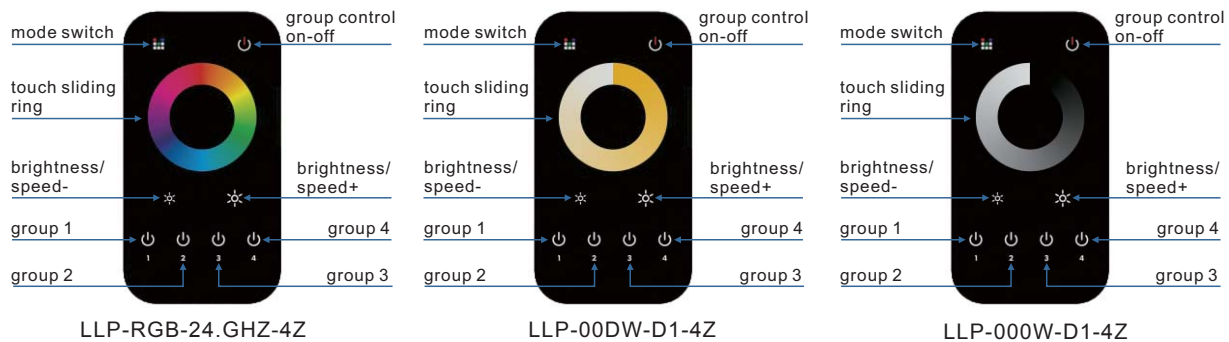 mode switch
group control
on-off
touch sliding
ring
brightness/
speed-
brightness/
speed+
group 1
group 4
1 2 3 4
group 2
group 3
LLP-RGB-24.GHZ-4Z
mode switch
group control
on-off
touch sliding
ring
brightness/
speed-
brightness/
speed+
group 1
group 4
1 2 3 4
group 2
group 3
LLP-00DW-D1-4Z
mode switch
group control
on-off
touch sliding
ring
brightness/
speed-
brightness/
speed+
group 1
group 4
1 2 3 4
group 2
group 3
LLP-000W-D1-4Z